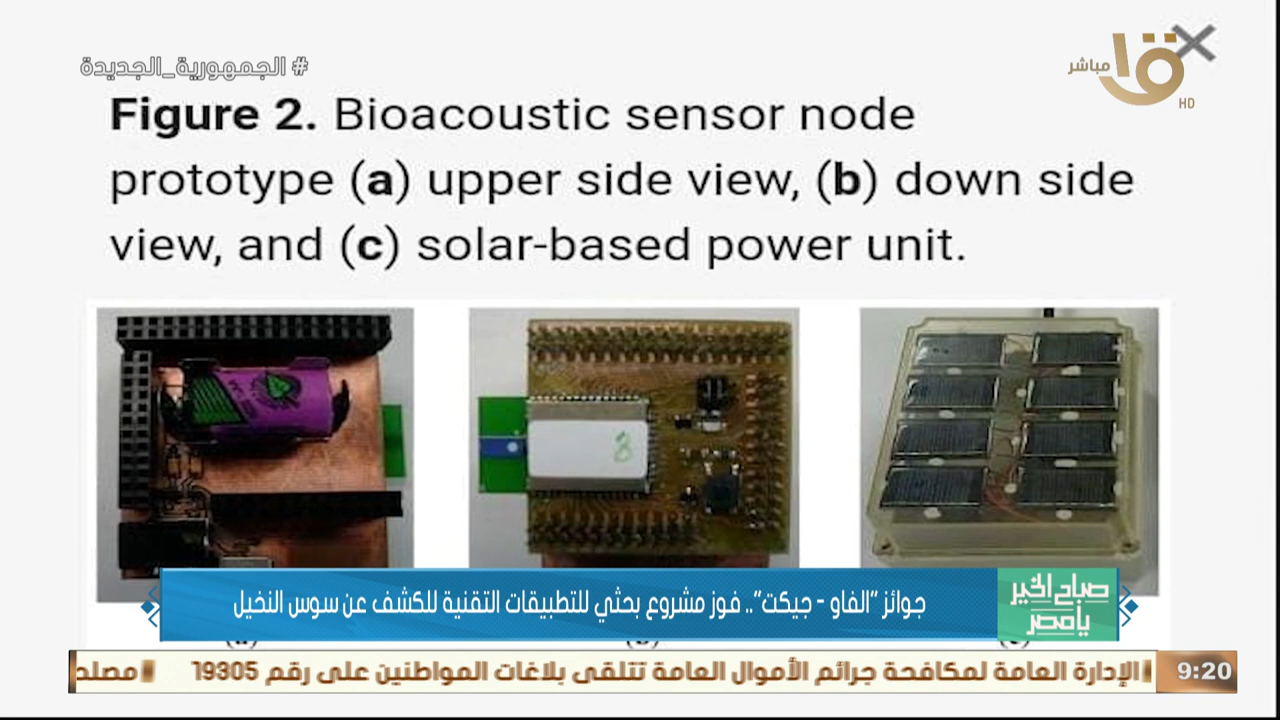 # الجمهورية_الجديدة
مباشر
HD
Figure 2. Bioacoustic sensor node
prototype (a) upper side view, (b) down side
view, and (c) solar-based power unit.
8
صباح الخير
يا مصر
جوائز "الفاو - جيكت".. فوز مشروع بحثي للتطبيقات التقنية للكشف عن سوس النخيل
9:20
الإدارة العامة لمكافحة جرائم الأموال العامة تتلقى بلاغات المواطنين على رقم 19305